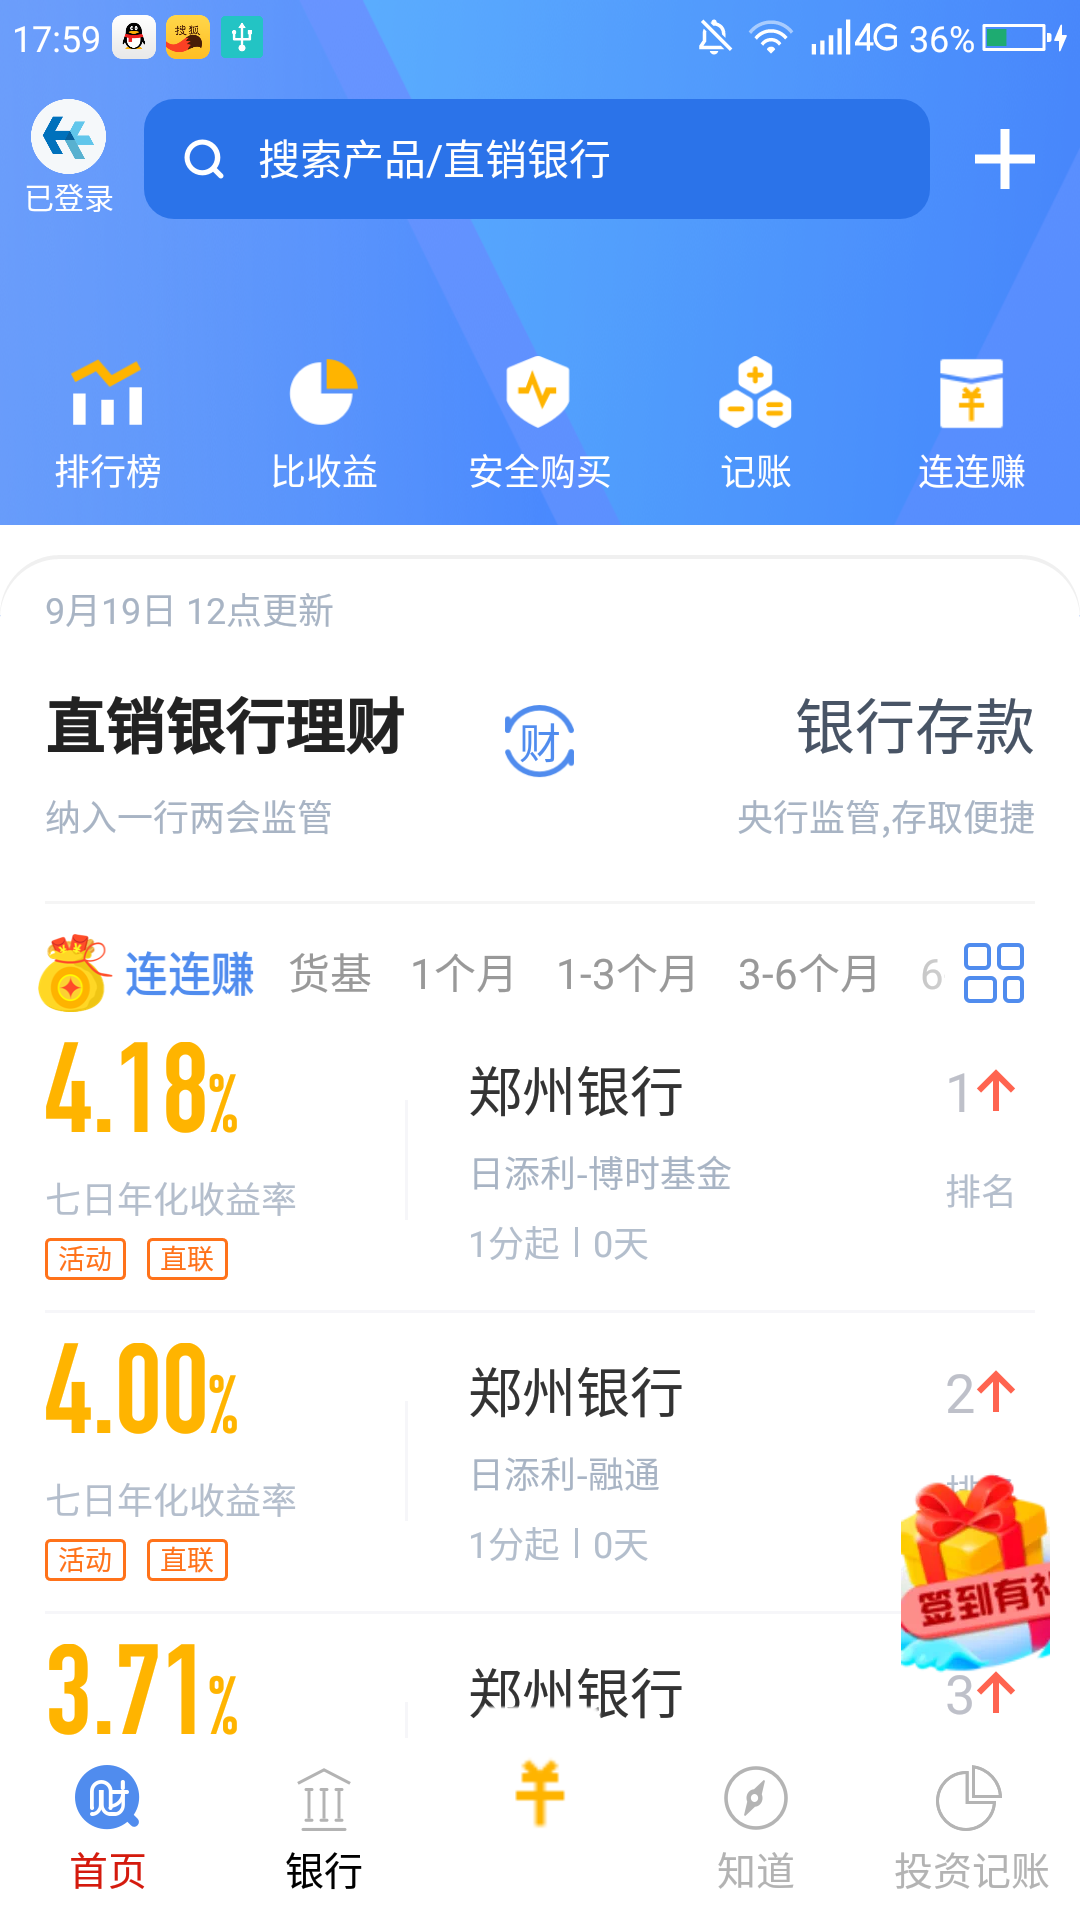 17:59 搜狐 4G 36%
搜索产品/直销银行
已登录
排行榜 比收益 安全购买 记账 连连赚
9月19日 12点更新
直销银行理财 财 银行存款
纳入一行两会监管 央行监管,存取便捷
连连赚 货基 1个月 1-3个月 3-6个月 6
4.18% 郑州银行 1
日添利-博时基金
七日年化收益率 排名
1分起 0天
活动 直联
4.00% 郑州银行 2
日添利-融通
七日年化收益率 排名
1分起 0天
活动 直联
签到有礼
3.71% 郑州银行 3
财
首页 银行 知道 投资记账